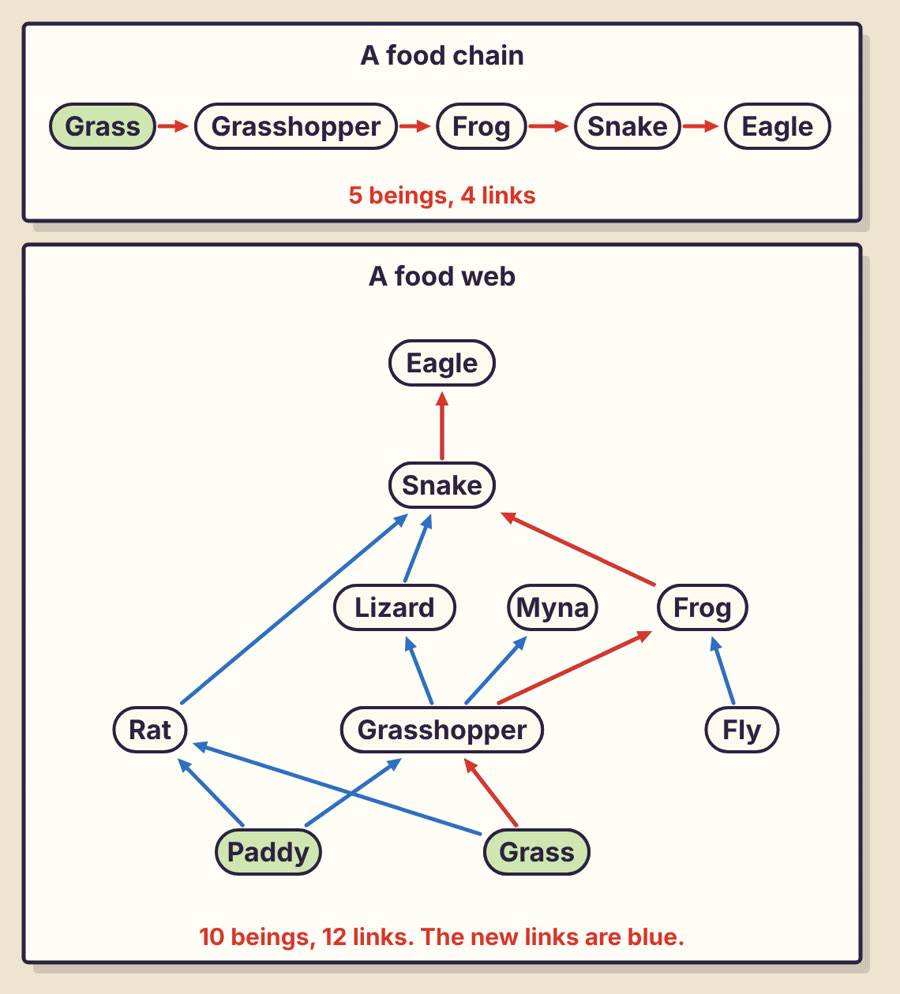 A food chain
Grass Grasshopper Frog Snake Eagle
5 beings, 4 links
A food web
Eagle
Snake
Lizard Myna Frog
Rat Grasshopper Fly
Paddy Grass
10 beings, 12 links. The new links are blue.